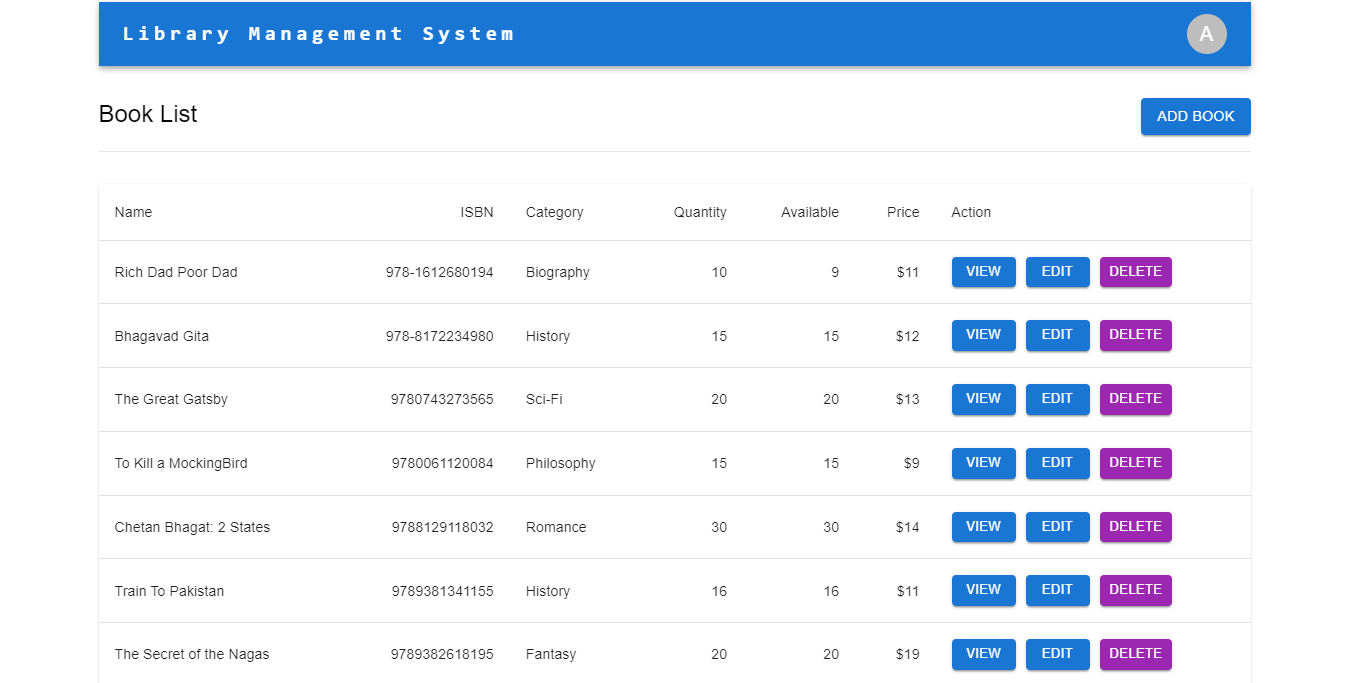 Library Management System A
Book List ADD BOOK
Name ISBN Category Quantity Available Price Action
Rich Dad Poor Dad 978-1612680194 Biography 10 9 $11 VIEW EDIT DELETE
Bhagavad Gita 978-8172234980 History 15 15 $12 VIEW EDIT DELETE
The Great Gatsby 9780743273565 Sci-Fi 20 20 $13 VIEW EDIT DELETE
To Kill a MockingBird 9780061120084 Philosophy 15 15 $9 VIEW EDIT DELETE
Chetan Bhagat: 2 States 9788129118032 Romance 30 30 $14 VIEW EDIT DELETE
Train To Pakistan 9789381341155 History 16 16 $11 VIEW EDIT DELETE
The Secret of the Nagas 9789382618195 Fantasy 20 20 $19 VIEW EDIT DELETE